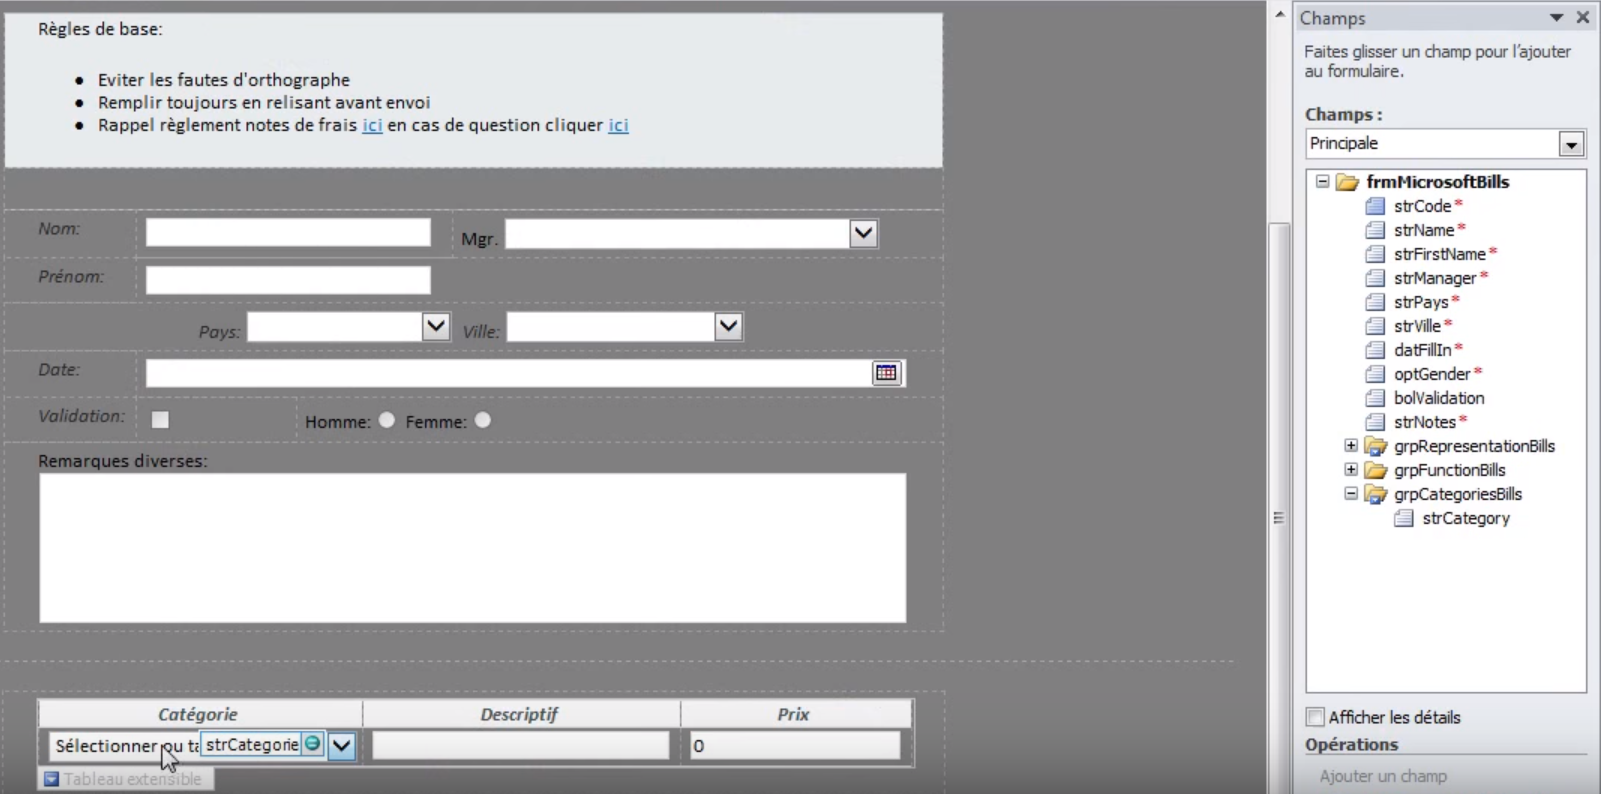 Règles de base:
Eviter les fautes d'orthographe
Remplir toujours en relisant avant envoi
Rappel règlement notes de frais ici en cas de question cliquer ici
Nom:
Mgr.
Prénom:
Pays:
Ville:
Date:
Validation:
Homme:
Femme:
Remarques diverses:
Catégorie
Descriptif
Prix
Sélectionner ou ta
strCategorie
0
Tableau extensible
Champs
Faites glisser un champ pour l'ajouter
au formulaire.
Champs :
Principale
frmMicrosoftBills
strCode*
strName*
strFirstName*
strManager*
strPays*
strVille*
datFillIn*
optGender*
bolValidation
strNotes*
grpRepresentationBills
grpFunctionBills
grpCategoriesBills
strCategory
Afficher les détails
Opérations
Ajouter un champ